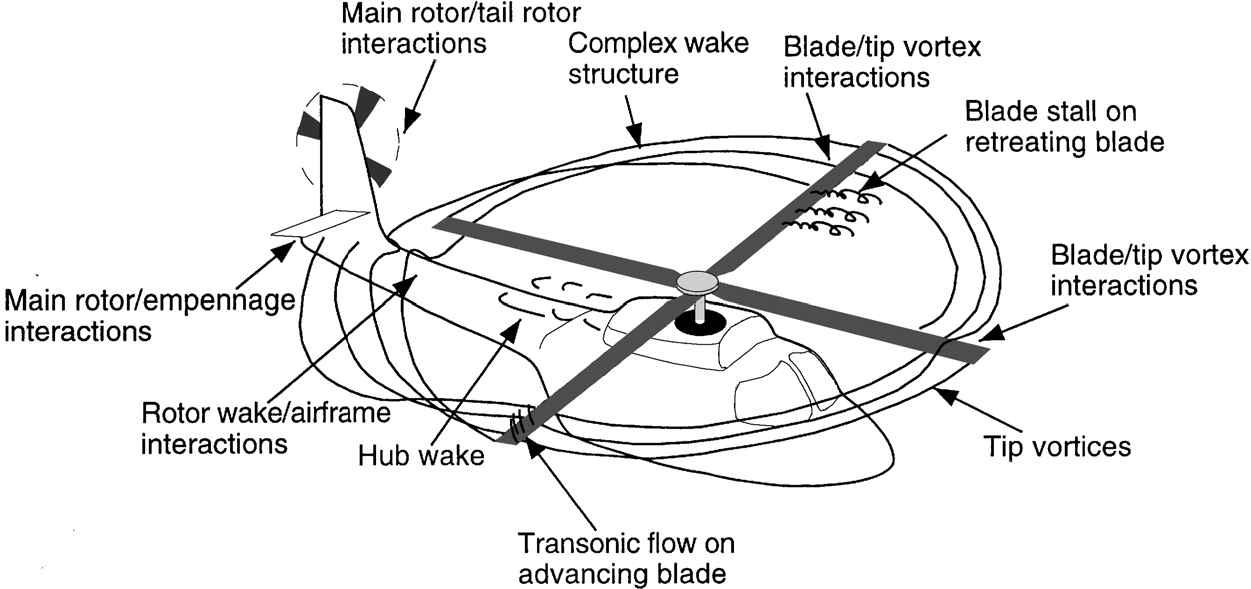 Main rotor/tail rotor
interactions
Complex wake
structure
Blade/tip vortex
interactions
Blade stall on
retreating blade
Blade/tip vortex
interactions
Main rotor/empennage
interactions
Rotor wake/airframe
interactions
Hub wake
Tip vortices
Transonic flow on
advancing blade